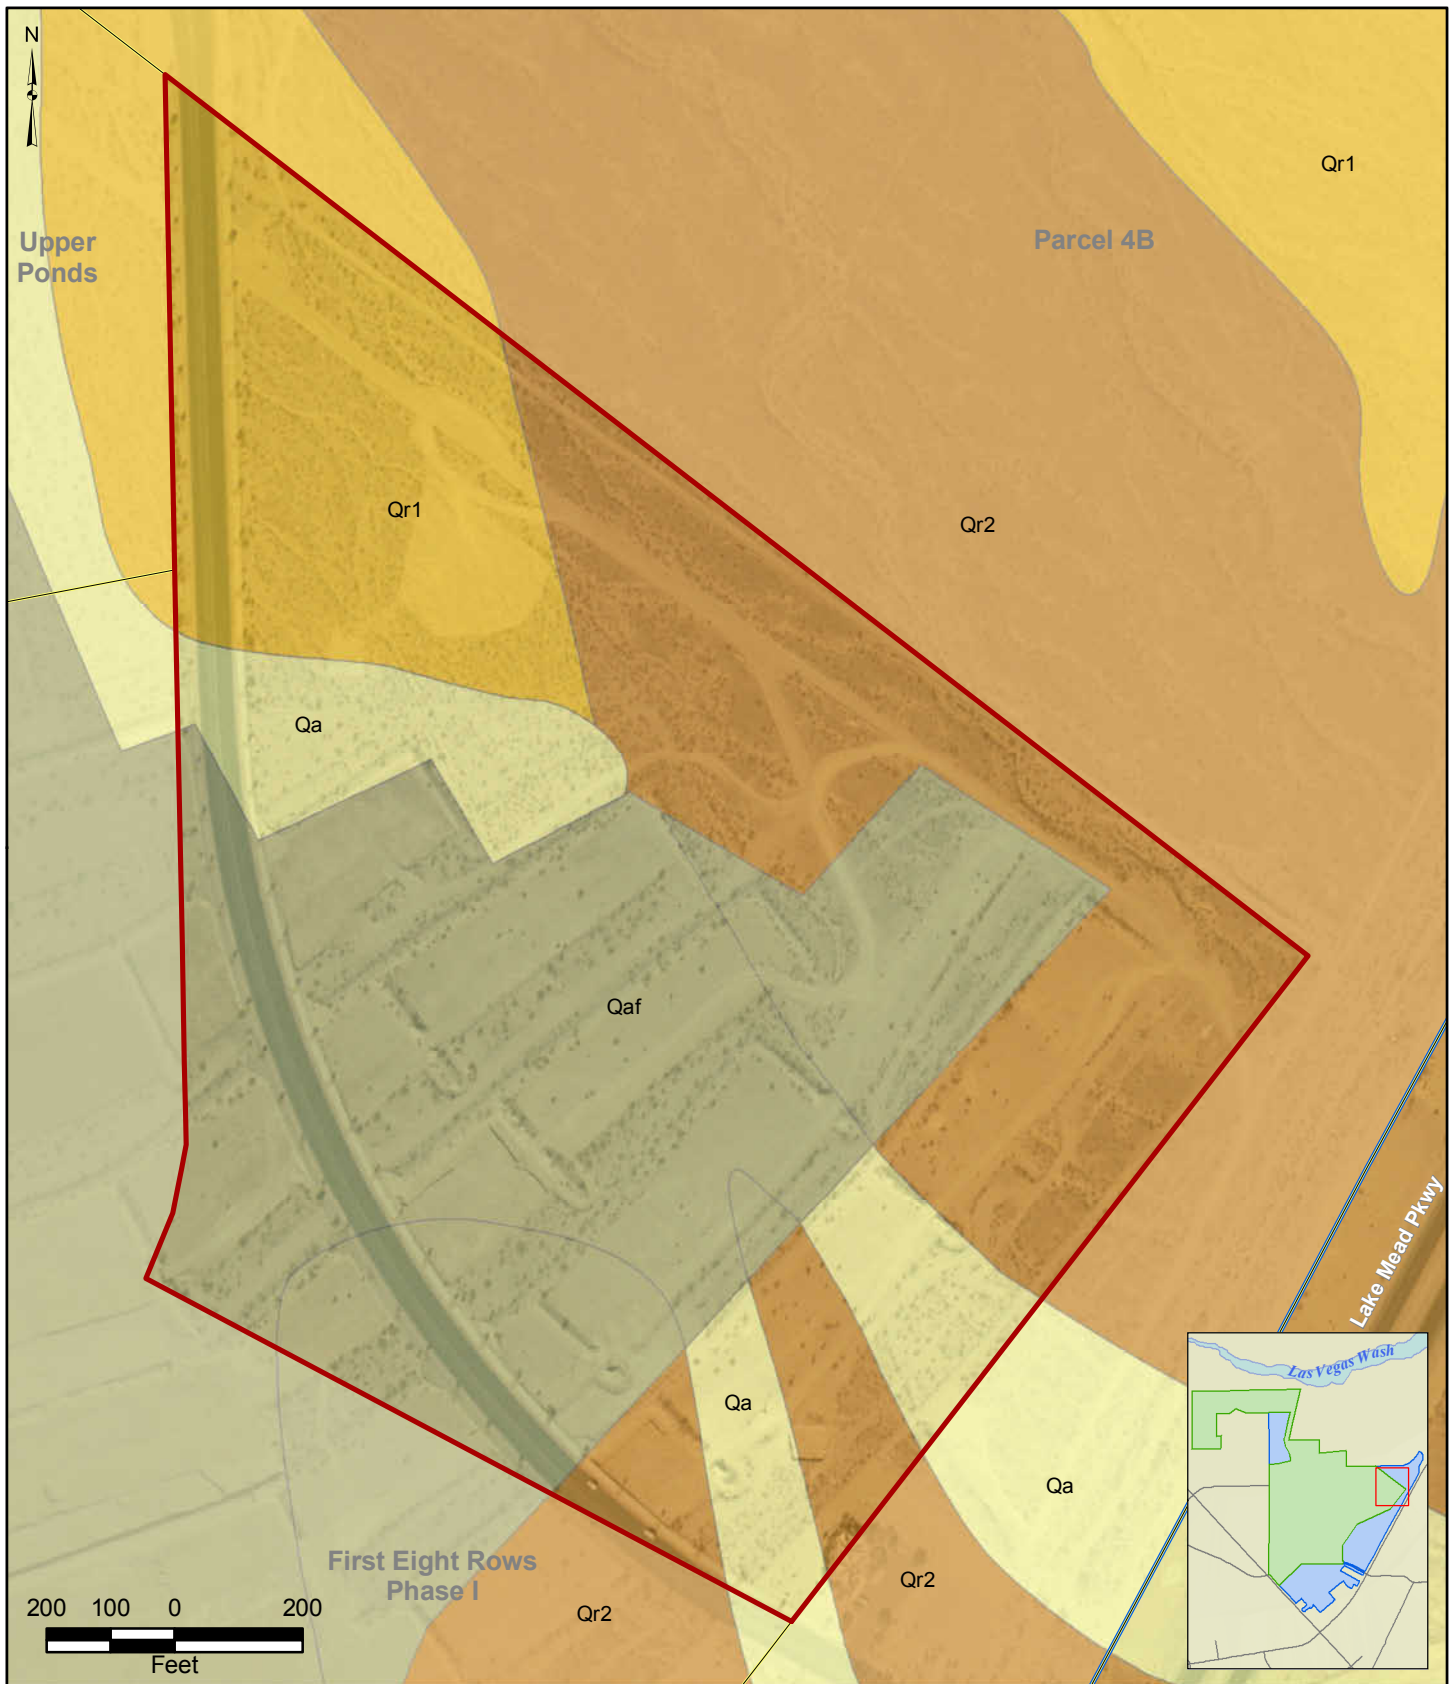 N
Qr1
Upper
Ponds
Parcel 4B
Qr1
Qr2
Qa
Qaf
Lake Mead Pkwy
Las Vegas Wash
Qa
Qa
First Eight Rows
Phase I
Qr2
Qr2
200 100 0 200
Feet